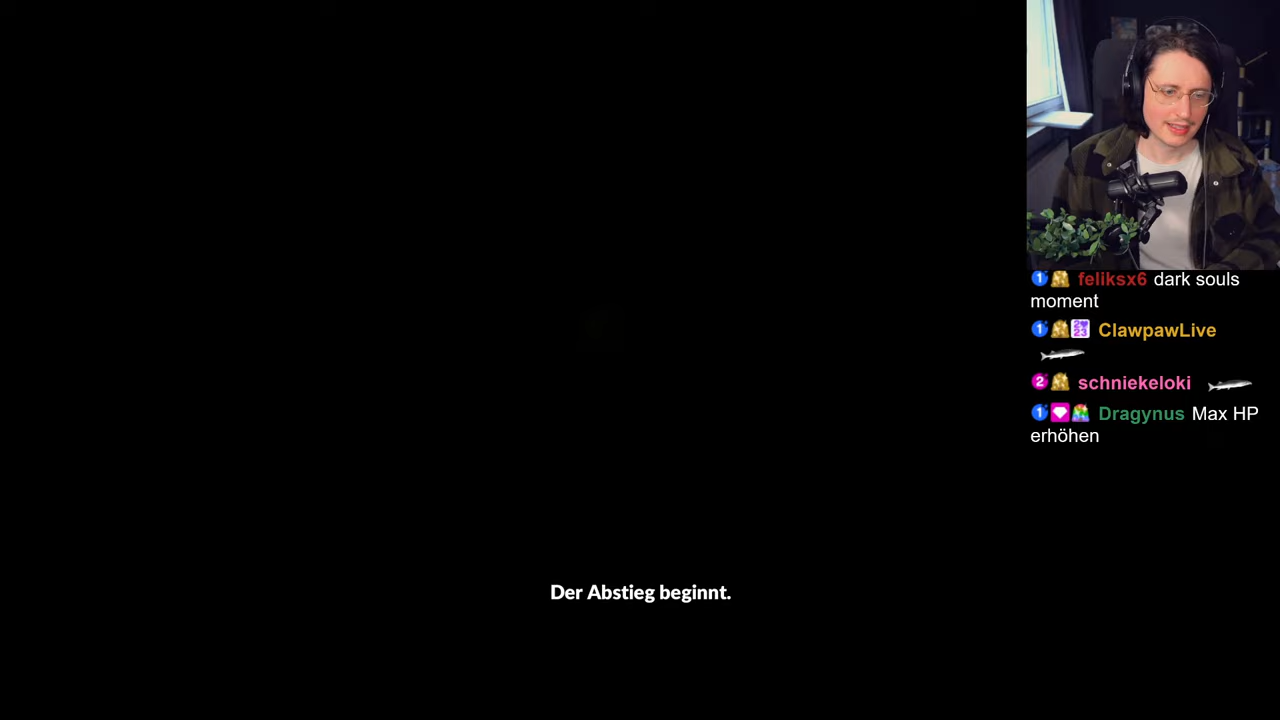 feliksx6 dark souls
moment
ClawpawLive
schniekeloki
Dragynus Max HP
erhöhen
Der Abstieg beginnt.